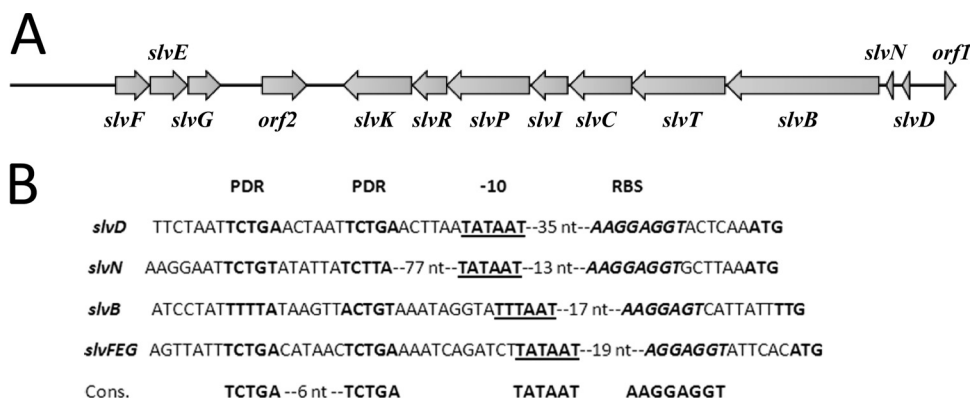 A
slvE
slvN orf1
slvF slvG orf2 slvK slvR slvP slvI slvC slvT slvB slvD
B
PDR PDR -10 RBS
slvD TTCTAATTCTGAACTAATTCTGAACTTAATATAAT--35 nt--AAGGAGGTACTCAAATG
slvN AAGGAATTCTGTATATTATCTTA--77 nt--TATAAT--13 nt--AAGGAGGTGCTTAAATG
slvB ATCCTATTTTTATAAGTTACTGTAAATAGGTATTTAAT--17 nt--AAGGAGTCATTATTTTG
slvFEG AGTTATTTCTGACATAACTCTGAAAATCAGATCTTATAAT--19 nt--AGGAGGTATTCACATG
Cons. TCTGA --6 nt -- TCTGA TATAAT AAGGAGGT